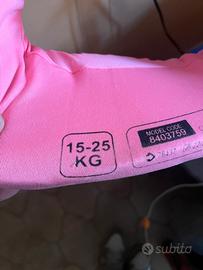 15-25
KG
MODEL CODE:
8403759
subito